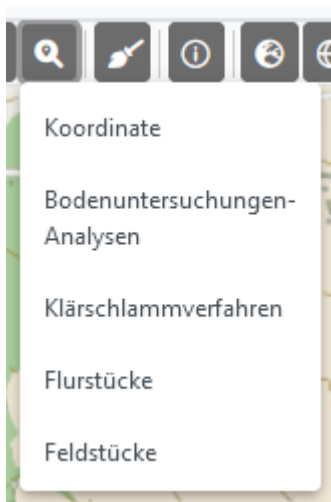 Koordinate
Bodenuntersuchungen-
Analysen
Klärschlammverfahren
Flurstücke
Feldstücke